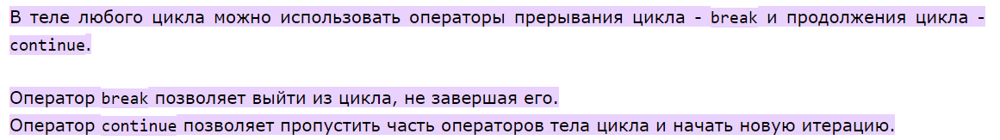 В теле любого цикла можно использовать операторы прерывания цикла - break и продолжения цикла -
continue.
Оператор break позволяет выйти из цикла, не завершая его.
Оператор continue позволяет пропустить часть операторов тела цикла и начать новую итерацию.